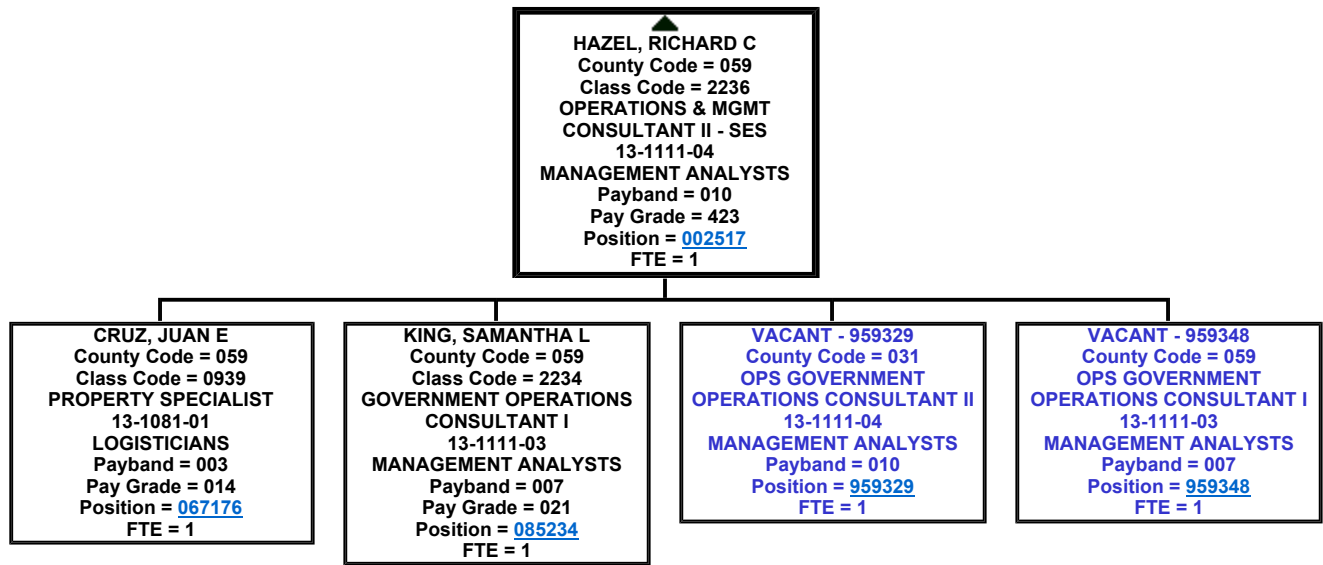 HAZEL, RICHARD C
County Code = 059
Class Code = 2236
OPERATIONS & MGMT
CONSULTANT II - SES
13-1111-04
MANAGEMENT ANALYSTS
Payband = 010
Pay Grade = 423
Position = 002517
FTE = 1
CRUZ, JUAN E
County Code = 059
Class Code = 0939
PROPERTY SPECIALIST
13-1081-01
LOGISTICIANS
Payband = 003
Pay Grade = 014
Position = 067176
FTE = 1
KING, SAMANTHA L
County Code = 059
Class Code = 2234
GOVERNMENT OPERATIONS
CONSULTANT I
13-1111-03
MANAGEMENT ANALYSTS
Payband = 007
Pay Grade = 021
Position = 085234
FTE = 1
VACANT - 959329
County Code = 031
OPS GOVERNMENT
OPERATIONS CONSULTANT II
13-1111-04
MANAGEMENT ANALYSTS
Payband = 010
Position = 959329
FTE = 1
VACANT - 959348
County Code = 059
OPS GOVERNMENT
OPERATIONS CONSULTANT I
13-1111-03
MANAGEMENT ANALYSTS
Payband = 007
Position = 959348
FTE = 1